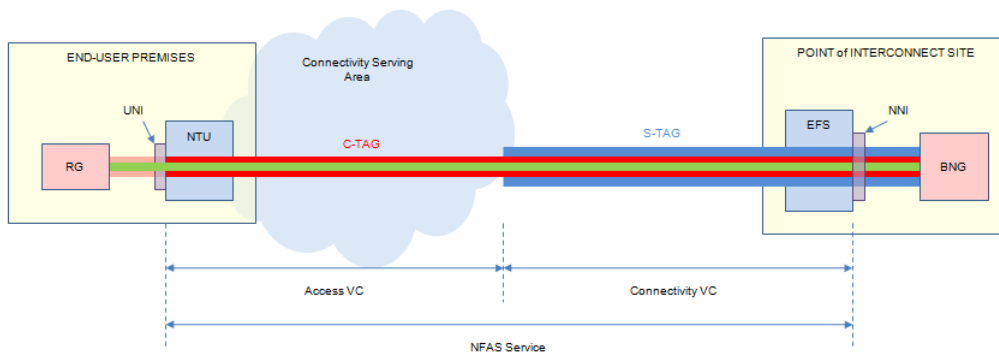 END-USER PREMISES
Connectivity Serving
Area
POINT of INTERCONNECT SITE
UNI
NTU
EFS
NNI
C-TAG
S-TAG
RG
BNG
Access VC
Connectivity VC
NFAS Service